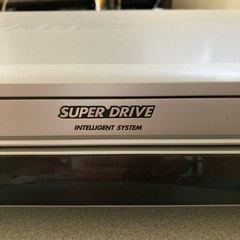 SUPER DRIVE
INTELLIGENT SYSTEM